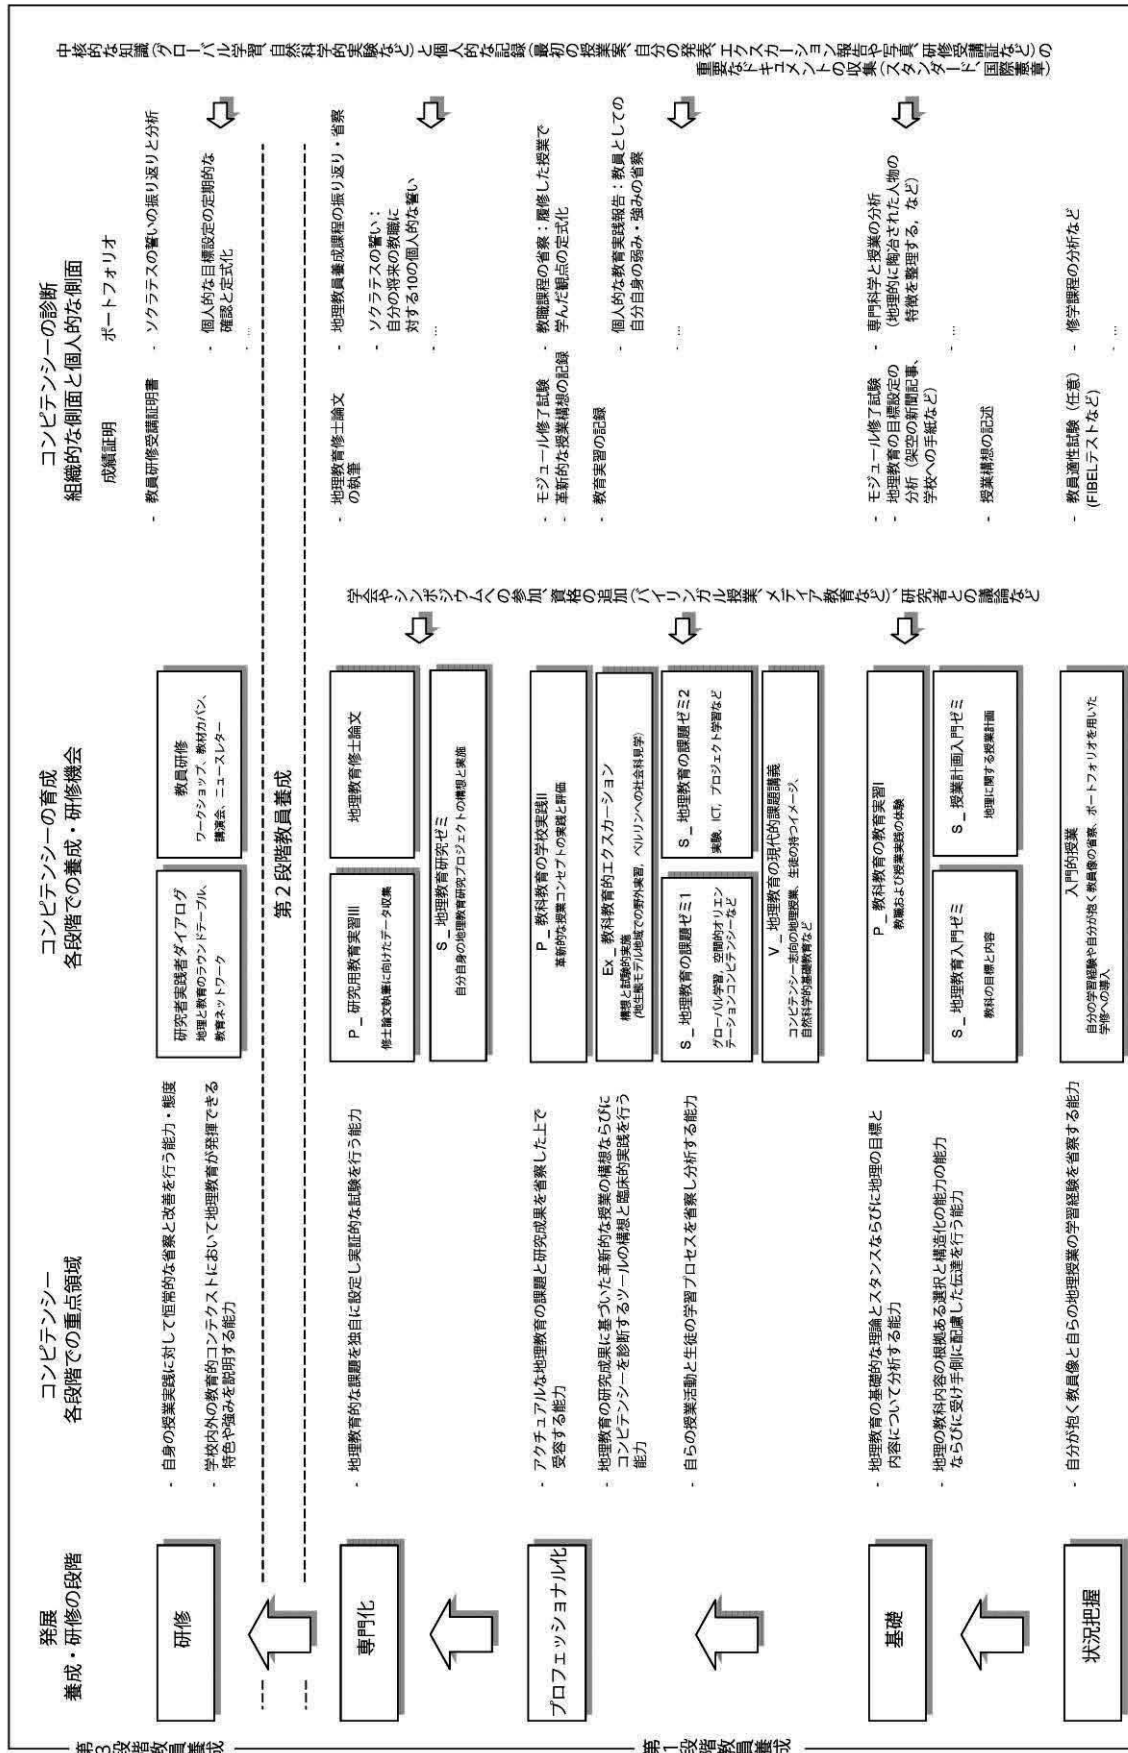 発展
養成・研修の段階
コンピテンシー
各段階での重点領域
コンピテンシーの育成
各段階での養成・研修機会
コンピテンシーの診断
組織的な側面と個人的な側面
成績証明
ポートフォリオ
第3段階教員養成
研修
- 自身の授業実践に対して恒常的な省察と改善を行う能力・態度
- 学校内外の教育的コンテクストにおいて地理教育が発揮できる
特色や強みを説明する能力
研究者実践者ダイアログ
地理と教育のラウンドテーブル、
教育ネットワーク
教員研修
ワークショップ、教材カバン、
講演会、ニュースレター
- 教員研修受講証明書
- ソクラテスの誓いの振り返りと分析
- 個人的な目標設定の定期的な
確認と定式化
- ...
第2段階教員養成
第1段階教員養成
専門化
- 地理教育的な課題を独自に設定し実証的な試験を行う能力
P _ 研究用教育実習III
修士論文執筆に向けたデータ収集
地理教育修士論文
S _ 地理教育研究ゼミ
自分自身の地理教育研究プロジェクトの構想と実施
- 地理教育修士論文
の執筆
- 地理教員養成課程の振り返り・省察
- ソクラテスの誓い：
自分の将来の教職に
対する10の個人的な誓い
- ...
プロフェッショナル化
- アクチュアルな地理教育の課題と研究成果を省察した上で
受容する能力
- 地理教育の研究成果に基づいた革新的な授業の構想ならびに
コンピテンシーを診断するツールの構想と臨床的実践を行う
能力
- 自らの授業活動と生徒の学習プロセスを省察し分析する能力
P _ 教科教育の学校実践II
革新的な授業コンセプトの実践と評価
Ex _ 教科教育的エクスカーション
構想と試験的実施
(地生態モデル地域での野外実習，ベルリンへの社会科見学)
S _ 地理教育の課題ゼミ1
グローバル学習，空間的オリエン
テーションコンピテンシーなど
S _ 地理教育の課題ゼミ2
実験，ICT，プロジェクト学習など
V _ 地理教育の現代的課題講義
コンピテンシー志向の地理授業、生徒の持つイメージ、
自然科学的基礎教育など
- モジュール修了試験
- 革新的な授業構想の記録
- 教育実習の記録
- 教職課程の省察：履修した授業で
学んだ観点の定式化
- 個人的な教育実践報告：教員としての
自分自身の弱み・強みの省察
- ...
基礎
- 地理教育の基礎的な理論とスタンスならびに地理の目標と
内容について分析する能力
- 地理の教科内容の根拠ある選択と構造化の能力の能力
ならびに受け手側に配慮した伝達を行う能力
P _ 教科教育の教育実習I
教職および授業実践の体験
S _ 地理教育入門ゼミ
教科の目標と内容
S _ 授業計画入門ゼミ
地理に関する授業計画
- モジュール修了試験
- 地理教育の目標設定の
分析（架空の新聞記事、
学校への手紙など）
- 授業構想の記述
- 専門科学と授業の分析
（地理的に陶冶された人物の
特徴を整理する，など）
- ...
状況把握
- 自分が抱く教員像と自らの地理授業の学習経験を省察する能力
入門的授業
自分の学習経験や自分が抱く教員像の省察、ポートフォリオを用いた
学修への導入
- 教員適性試験（任意）
(FIBELテストなど)
- 修学課程の分析など
- ...
学会やシンポジウムへの参加、資格の追加（バイリンガル授業、メディア教育など）、研究者との議論など
中核的な知識（グローバル学習、自然科学的実験など）と個人的な記録（最初の授業案、自分の発表、エクスカーション報告や写真、研修受講証など）の
重要なドキュメントの収集（スタンダード、国際憲章）